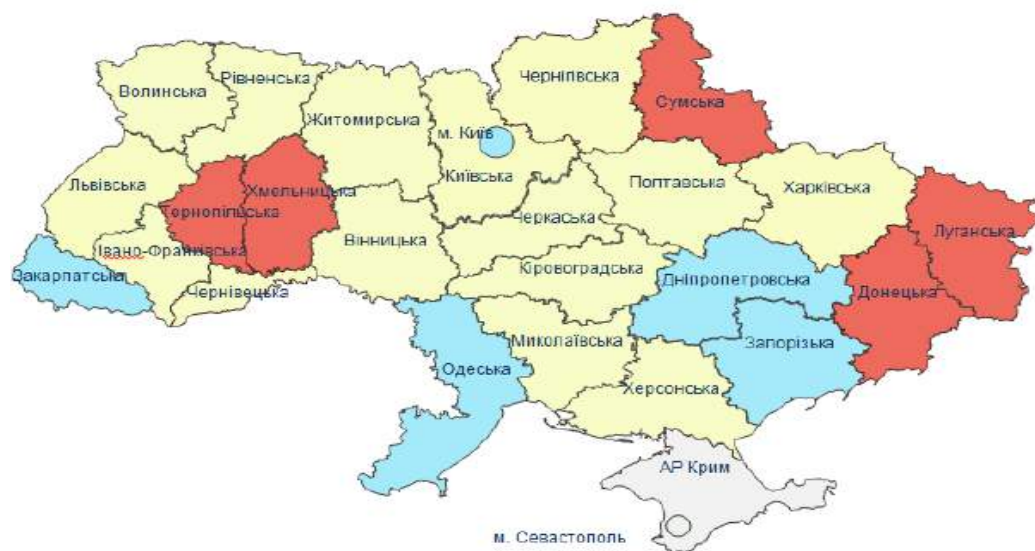 Чернігівська
Рівненська
Волинська
Сумська
Житомирська
м. Київ
Київська
Львівська
Хмельницька
Полтавська
Харківська
Тернопільська
Черкаська
Луганська
Вінницька
Івано-Франківська
Закарпатська
Кіровоградська
Дніпропетровська
Донецька
Чернівецька
Миколаївська
Запорізька
Одеська
Херсонська
АР Крим
м. Севастополь